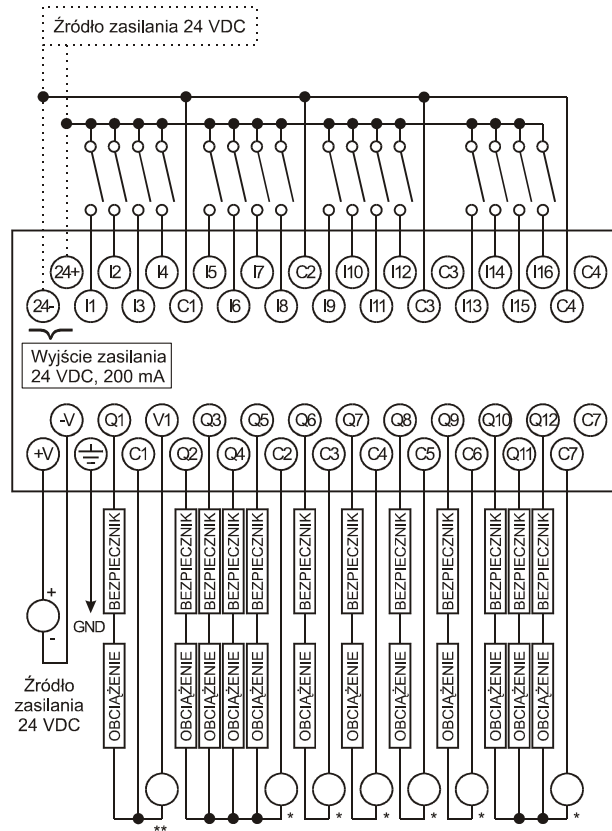 Źródło zasilania 24 VDC
24+ I2 I4 I5 I7 C2 I10 I12 C3 I14 I16 C4
24- I1 I3 C1 I6 I8 I9 I11 C3 I13 I15 C4
Wyjście zasilania
24 VDC, 200 mA
-V Q1 V1 Q3 Q5 Q6 Q7 Q8 Q9 Q10 Q12 C7
+V C1 Q2 Q4 C2 C3 C4 C5 C6 Q11 C7
BEZPIECZNIK BEZPIECZNIK BEZPIECZNIK BEZPIECZNIK BEZPIECZNIK BEZPIECZNIK BEZPIECZNIK BEZPIECZNIK BEZPIECZNIK BEZPIECZNIK BEZPIECZNIK BEZPIECZNIK
+
-
GND
OBCIĄŻENIE OBCIĄŻENIE OBCIĄŻENIE OBCIĄŻENIE OBCIĄŻENIE OBCIĄŻENIE OBCIĄŻENIE OBCIĄŻENIE OBCIĄŻENIE OBCIĄŻENIE OBCIĄŻENIE OBCIĄŻENIE
Źródło
zasilania
24 VDC
** * * * * * *